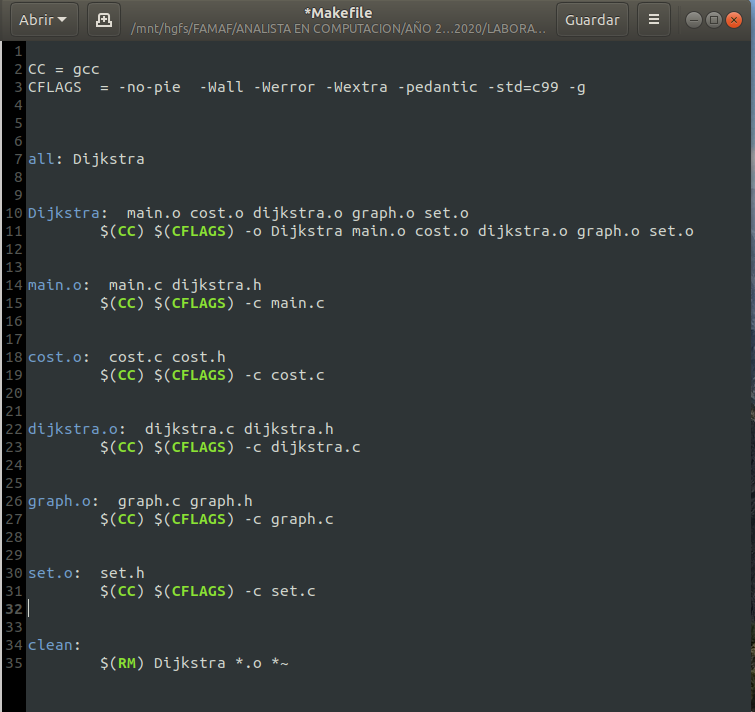 Abrir
*Makefile
/mnt/hgfs/FAMAF/ANALISTA EN COMPUTACION/AÑO 2...2020/LABORA...
Guardar
1
2 CC = gcc
3 CFLAGS  = -no-pie  -Wall -Werror -Wextra -pedantic -std=c99 -g
4
5
6
7 all: Dijkstra
8
9
10 Dijkstra:  main.o cost.o dijkstra.o graph.o set.o
11         $(CC) $(CFLAGS) -o Dijkstra main.o cost.o dijkstra.o graph.o set.o
12
13
14 main.o:  main.c dijkstra.h
15         $(CC) $(CFLAGS) -c main.c
16
17
18 cost.o:  cost.c cost.h
19         $(CC) $(CFLAGS) -c cost.c
20
21
22 dijkstra.o:  dijkstra.c dijkstra.h
23         $(CC) $(CFLAGS) -c dijkstra.c
24
25
26 graph.o:  graph.c graph.h
27         $(CC) $(CFLAGS) -c graph.c
28
29
30 set.o:  set.h
31         $(CC) $(CFLAGS) -c set.c
32
33
34 clean:
35         $(RM) Dijkstra *.o *~